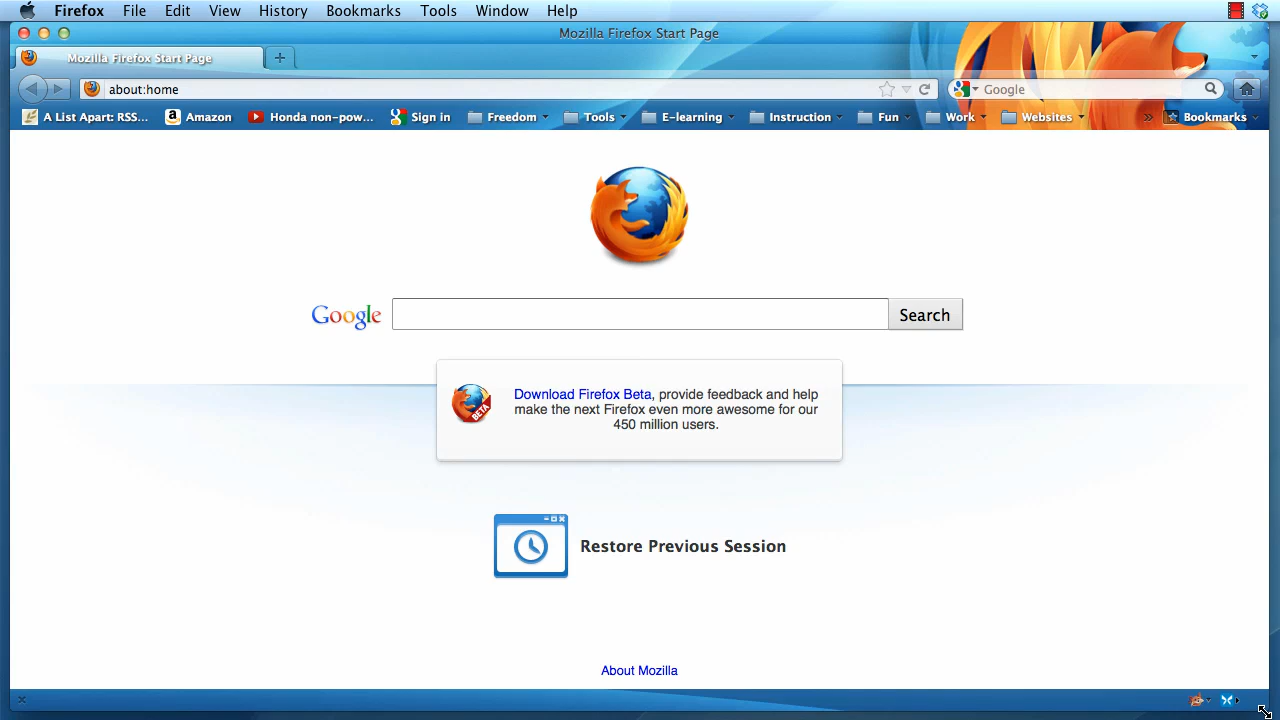 Firefox File Edit View History Bookmarks Tools Window Help
Mozilla Firefox Start Page
Mozilla Firefox Start Page
about:home
Google
A List Apart: RSS... Amazon Honda non-pow... Sign in Freedom Tools E-learning Instruction Fun Work Websites » Bookmarks
Google Search
Download Firefox Beta, provide feedback and help
make the next Firefox even more awesome for our
450 million users.
BETA
Restore Previous Session
About Mozilla